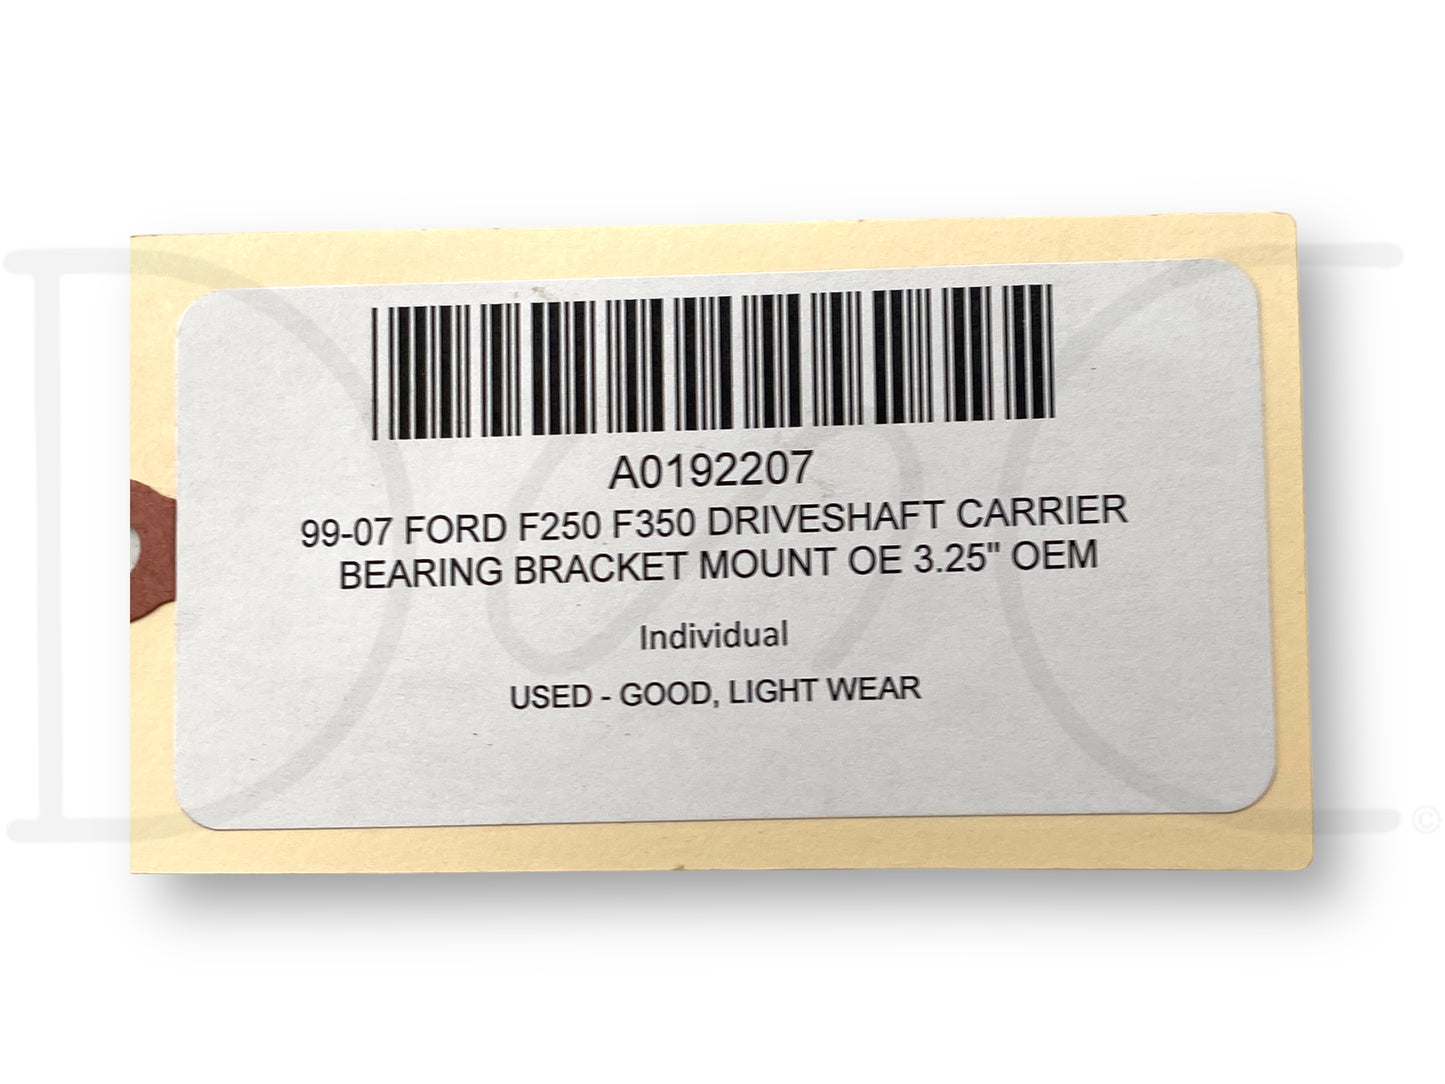 A0192207
99-07 FORD F250 F350 DRIVESHAFT CARRIER
BEARING BRACKET MOUNT OE 3.25" OEM
Individual
USED - GOOD, LIGHT WEAR
©